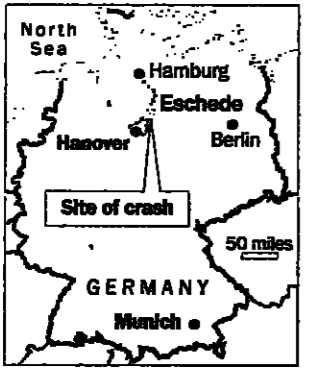 North
Sea
Hamburg
Eschede
Hanover
Berlin
Site of crash
50 miles
GERMANY
Munich